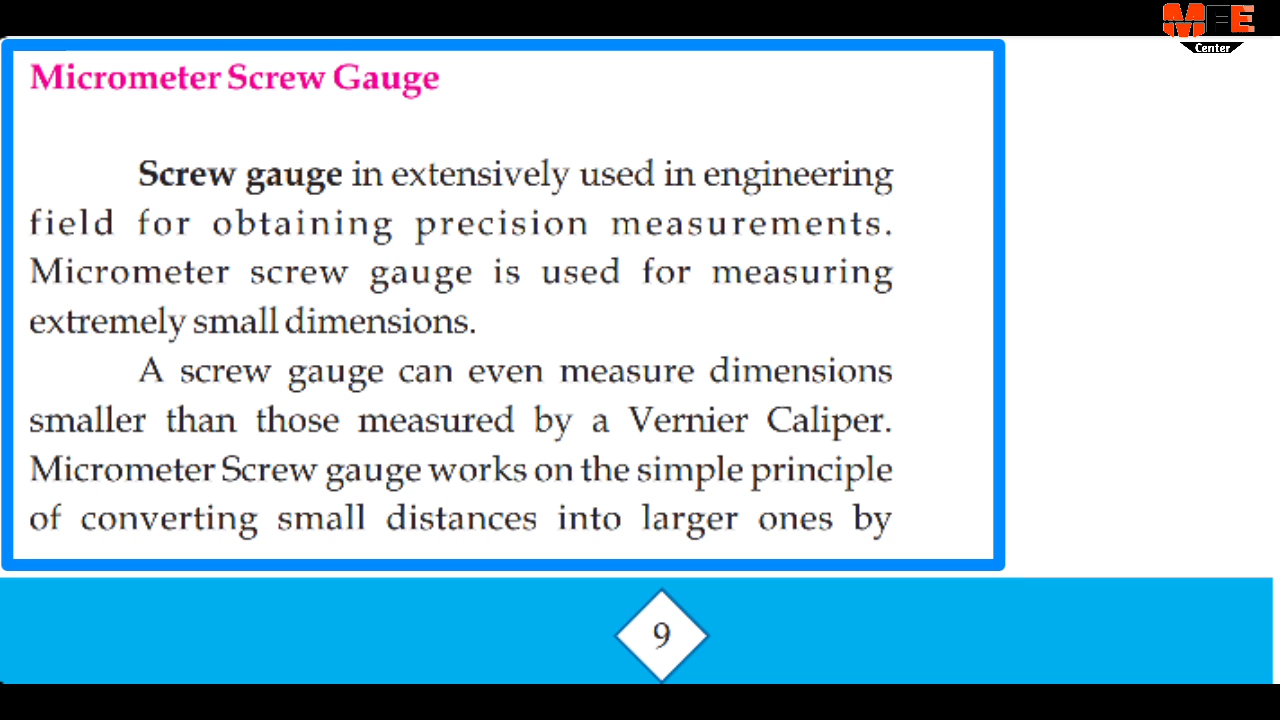 MFE
Center
Micrometer Screw Gauge
Screw gauge in extensively used in engineering
field for obtaining precision measurements.
Micrometer screw gauge is used for measuring
extremely small dimensions.
A screw gauge can even measure dimensions
smaller than those measured by a Vernier Caliper.
Micrometer Screw gauge works on the simple principle
of converting small distances into larger ones by
9